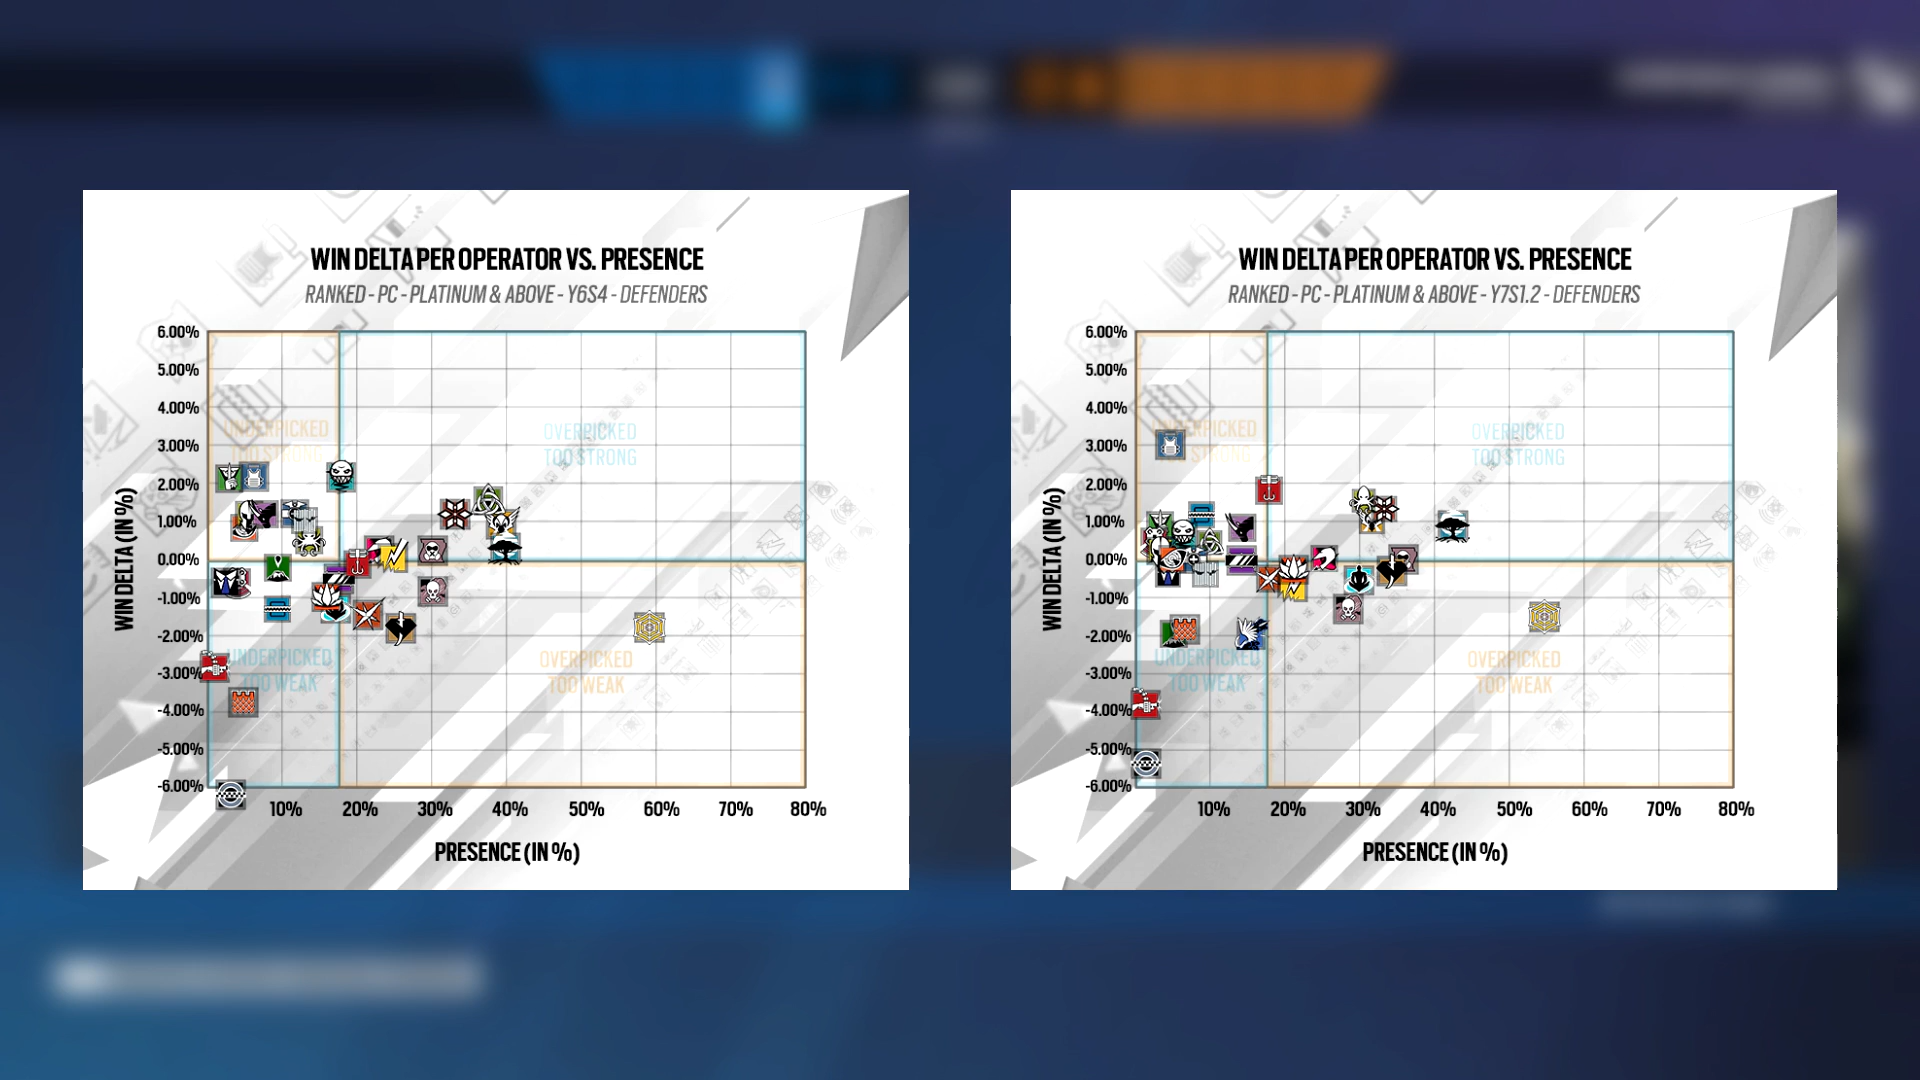 WIN DELTA PER OPERATOR VS. PRESENCE
RANKED - PC - PLATINUM & ABOVE - Y6S4 - DEFENDERS
WIN DELTA (IN %)
6.00%
5.00%
4.00%
3.00%
2.00%
1.00%
0.00%
-1.00%
-2.00%
-3.00%
-4.00%
-5.00%
-6.00%
UNDERPICKED
TOO STRONG
OVERPICKED
TOO STRONG
UNDERPICKED
TOO WEAK
OVERPICKED
TOO WEAK
10% 20% 30% 40% 50% 60% 70% 80%
PRESENCE (IN %)
WIN DELTA PER OPERATOR VS. PRESENCE
RANKED - PC - PLATINUM & ABOVE - Y7S1.2 - DEFENDERS
WIN DELTA (IN %)
6.00%
5.00%
4.00%
3.00%
2.00%
1.00%
0.00%
-1.00%
-2.00%
-3.00%
-4.00%
-5.00%
-6.00%
UNDERPICKED
TOO STRONG
OVERPICKED
TOO STRONG
UNDERPICKED
TOO WEAK
OVERPICKED
TOO WEAK
10% 20% 30% 40% 50% 60% 70% 80%
PRESENCE (IN %)